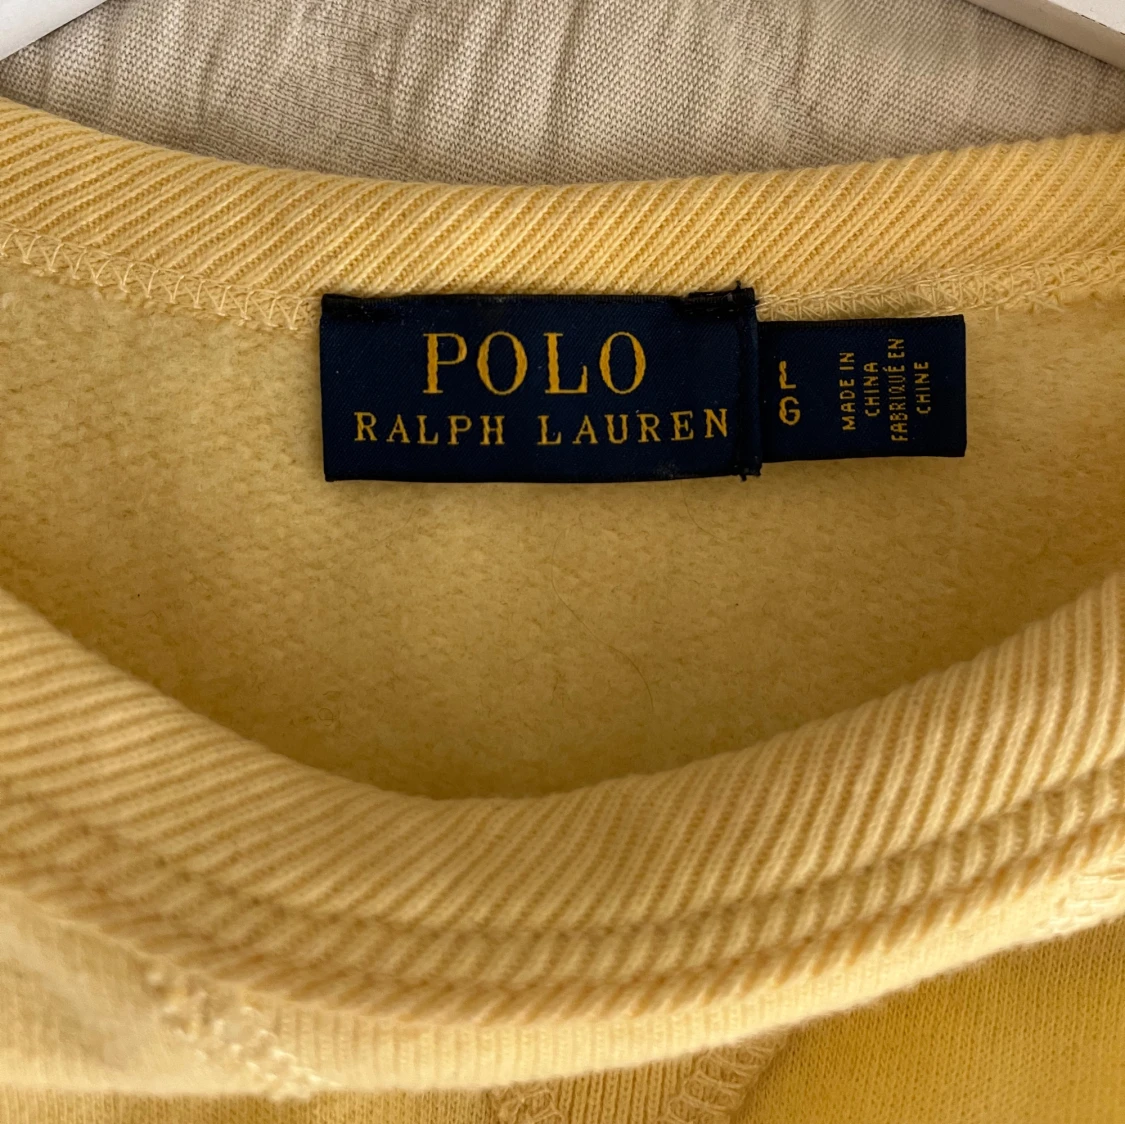 POLO
RALPH LAUREN
L
G
MADE IN
CHINA
FABRIQUÉ EN
CHINE